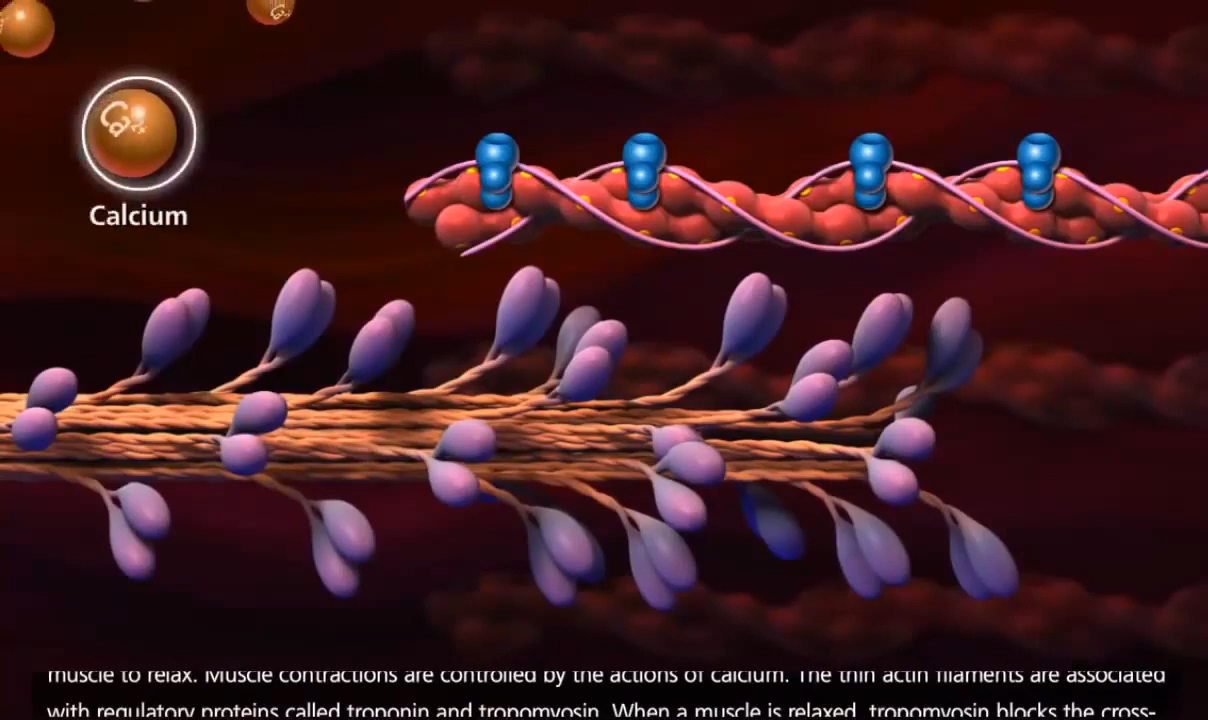 Ca
Calcium
muscle to relax. Muscle contractions are controlled by the actions of calcium. The thin actin filaments are associated
with regulatory proteins called troponin and tropomyosin. When a muscle is relaxed, tropomyosin blocks the cross-